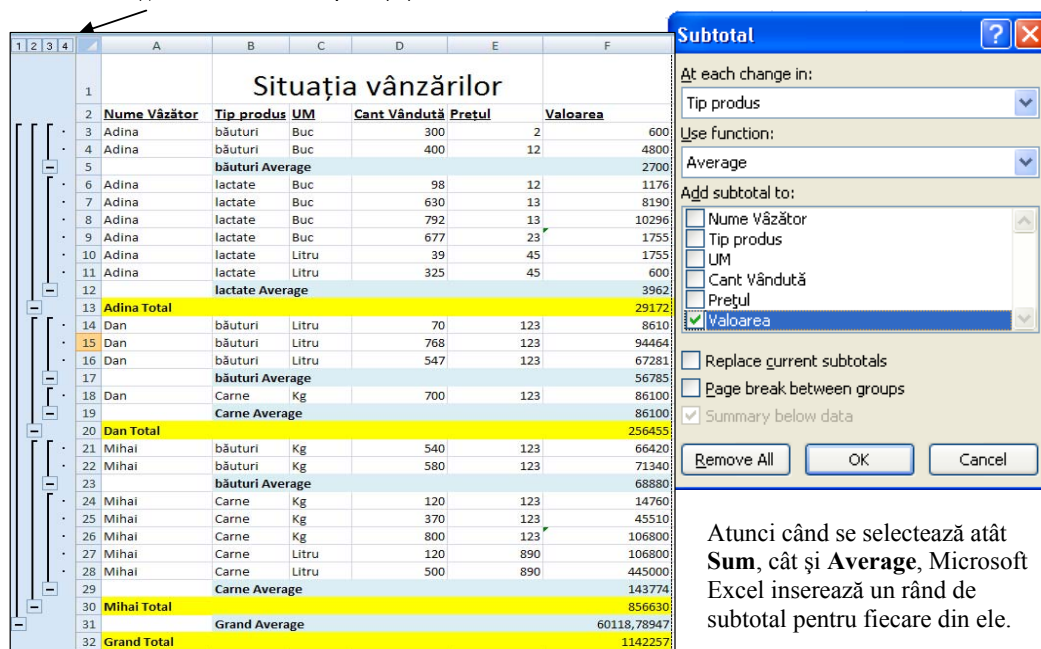 1 2 3 4 A B C D E F
1 Situația vânzărilor
2 Nume Vâzător Tip produs UM Cant Vândută Prețul Valoarea
3 Adina băuturi Buc 300 2 600
4 Adina băuturi Buc 400 12 4800
5 băuturi Average 2700
6 Adina lactate Buc 98 12 1176
7 Adina lactate Buc 630 13 8190
8 Adina lactate Buc 792 13 10296
9 Adina lactate Buc 677 23 1755
10 Adina lactate Litru 39 45 1755
11 Adina lactate Litru 325 45 600
12 lactate Average 3962
13 Adina Total 29172
14 Dan băuturi Litru 70 123 8610
15 Dan băuturi Litru 768 123 94464
16 Dan băuturi Litru 547 123 67281
17 băuturi Average 56785
18 Dan Carne Kg 700 123 86100
19 Carne Average 86100
20 Dan Total 256455
21 Mihai băuturi Kg 540 123 66420
22 Mihai băuturi Kg 580 123 71340
23 băuturi Average 68880
24 Mihai Carne Kg 120 123 14760
25 Mihai Carne Kg 370 123 45510
26 Mihai Carne Kg 800 123 106800
27 Mihai Carne Litru 120 890 106800
28 Mihai Carne Litru 500 890 445000
29 Carne Average 143774
30 Mihai Total 856630
31 Grand Average 60118,78947
32 Grand Total 1142257
Subtotal
At each change in:
Tip produs
Use function:
Average
Add subtotal to:
Nume Vâzător
Tip produs
UM
Cant Vândută
Prețul
Valoarea
Replace current subtotals
Page break between groups
Summary below data
Remove All OK Cancel
Atunci când se selectează atât
Sum, cât şi Average, Microsoft
Excel inserează un rând de
subtotal pentru fiecare din ele.